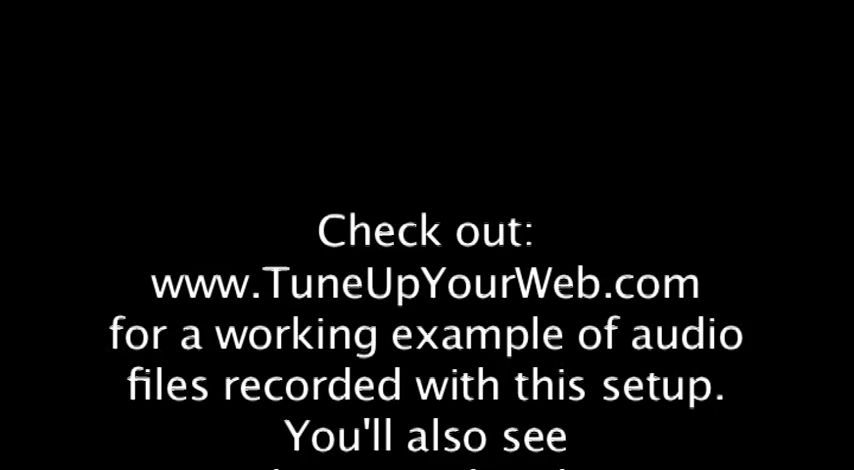 Check out:
www.TuneUpYourWeb.com
for a working example of audio
files recorded with this setup.
You'll also see